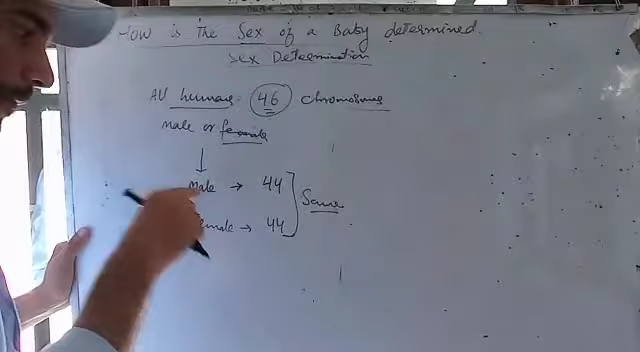 How is the Sex of a Baby determined.
Sex Determination
All humans 46 chromosomes
male or female
male → 44
Female → 44
Same